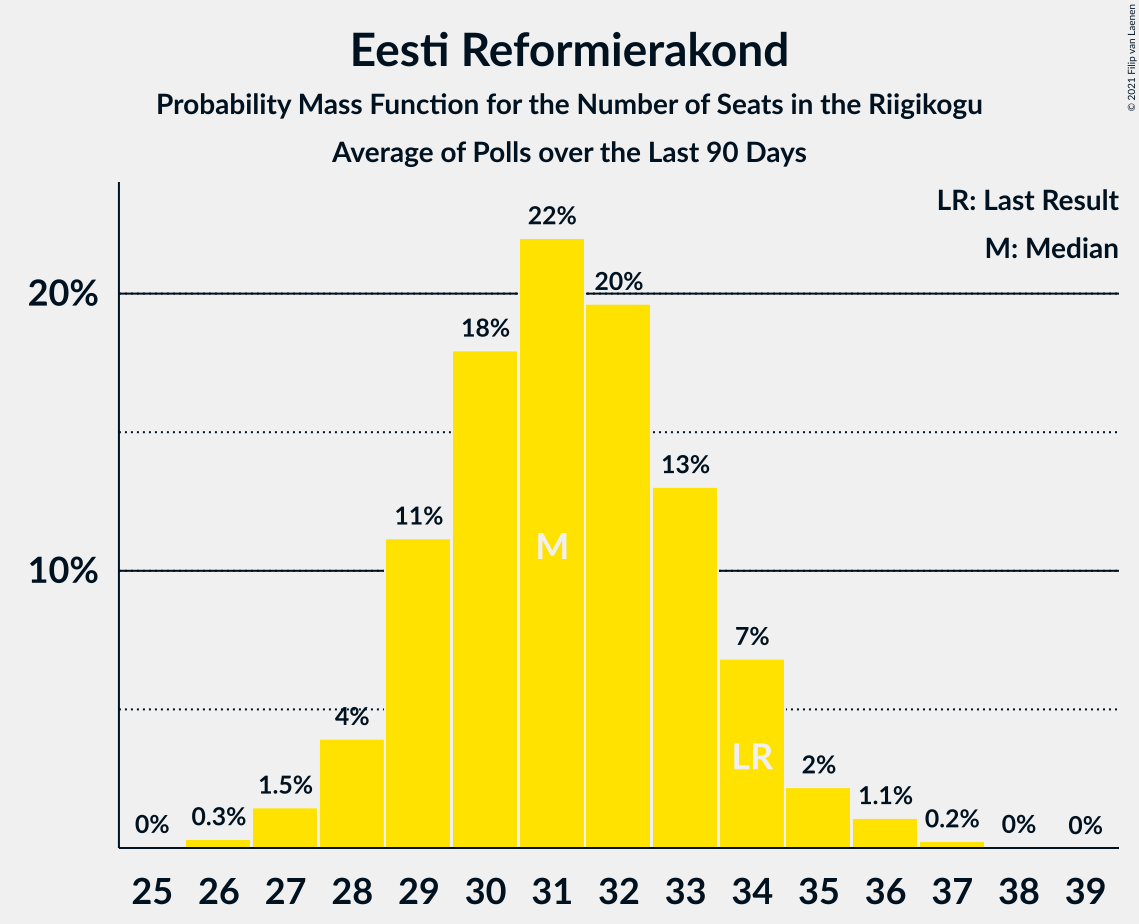 Eesti Reformierakond
Probability Mass Function for the Number of Seats in the Riigikogu
Average of Polls over the Last 90 Days
© 2021 Filip van Laenen
LR: Last Result
M: Median
20%
10%
0%
0.3%
1.5%
4%
11%
18%
22%
20%
13%
7%
2%
1.1%
0.2%
0%
0%
M
LR
25 26 27 28 29 30 31 32 33 34 35 36 37 38 39